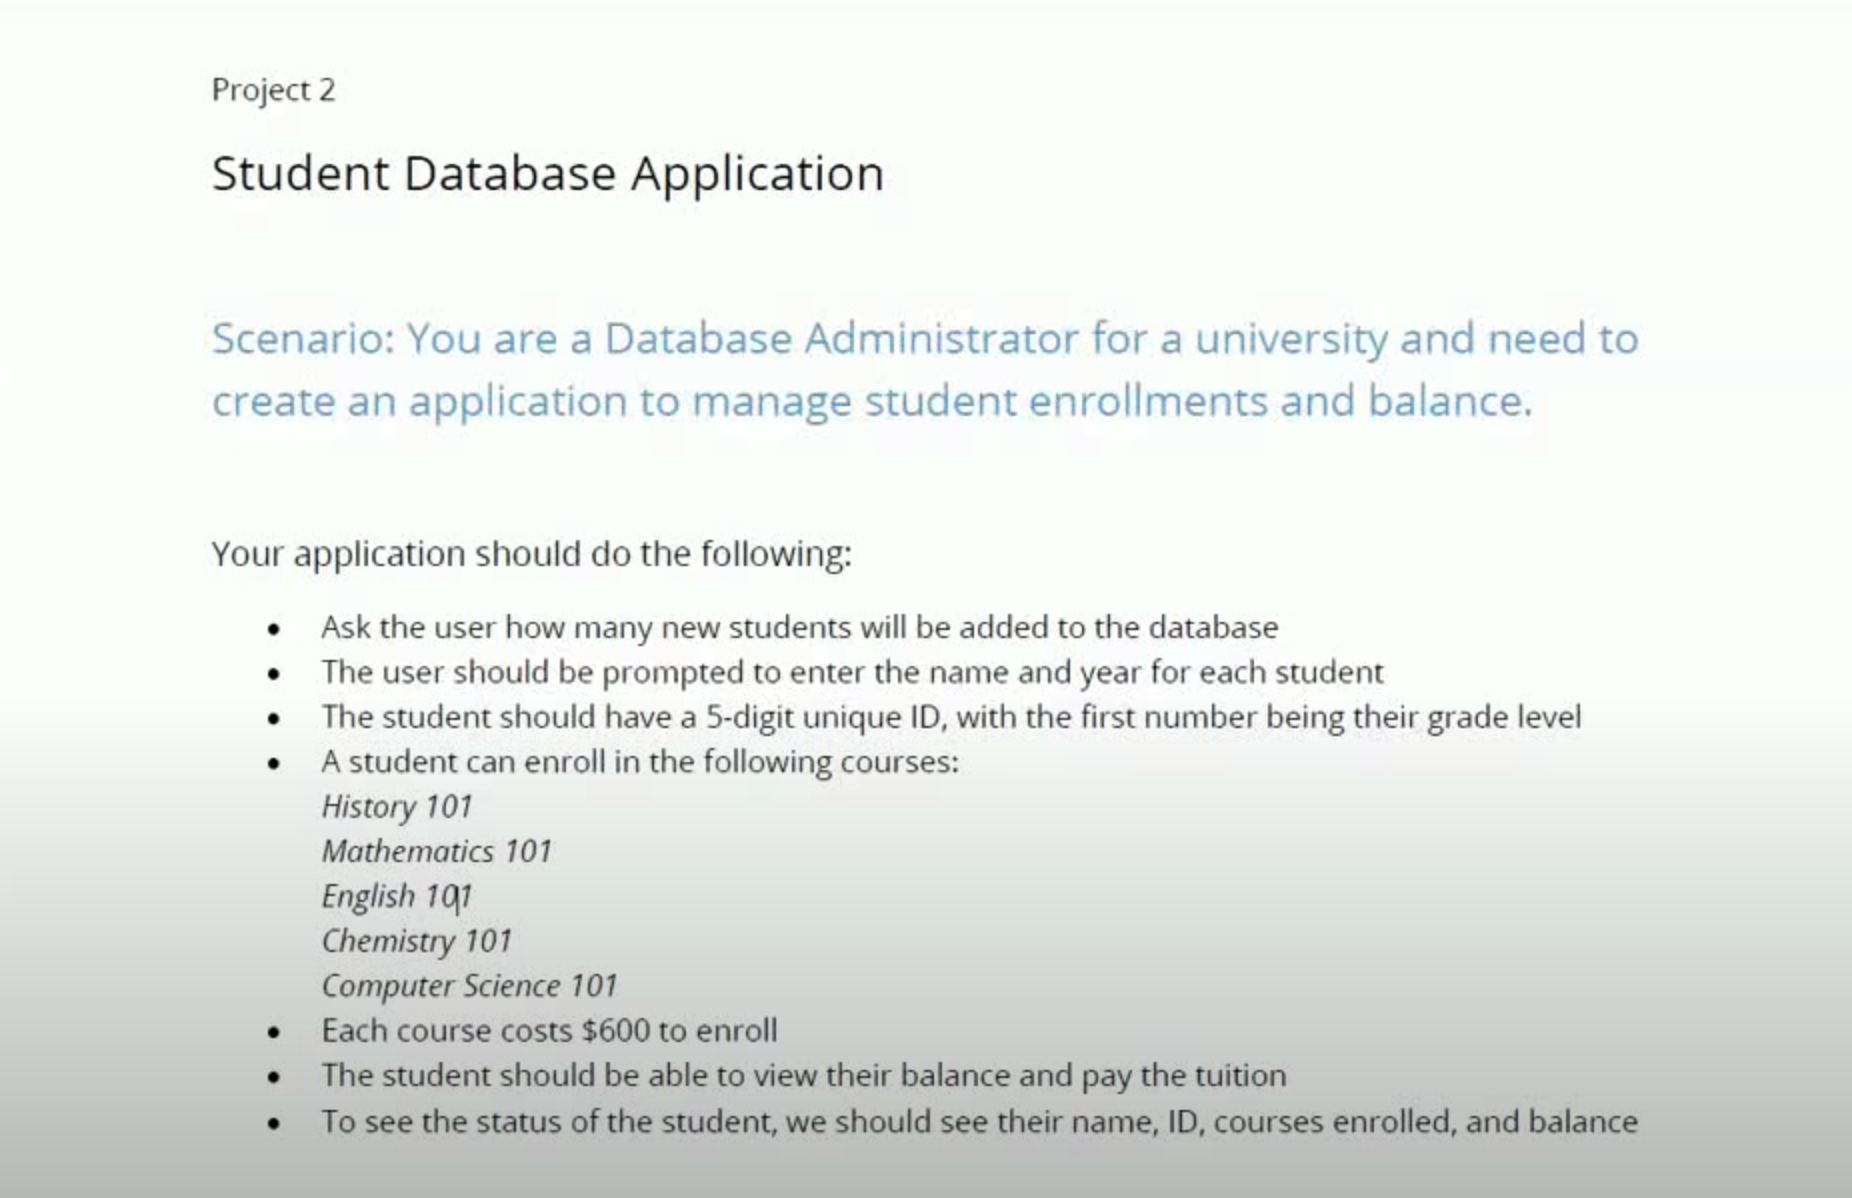 Project 2
Student Database Application
Scenario: You are a Database Administrator for a university and need to
create an application to manage student enrollments and balance.
Your application should do the following:
• Ask the user how many new students will be added to the database
• The user should be prompted to enter the name and year for each student
• The student should have a 5-digit unique ID, with the first number being their grade level
• A student can enroll in the following courses:
History 101
Mathematics 101
English 101
Chemistry 101
Computer Science 101
• Each course costs $600 to enroll
• The student should be able to view their balance and pay the tuition
• To see the status of the student, we should see their name, ID, courses enrolled, and balance